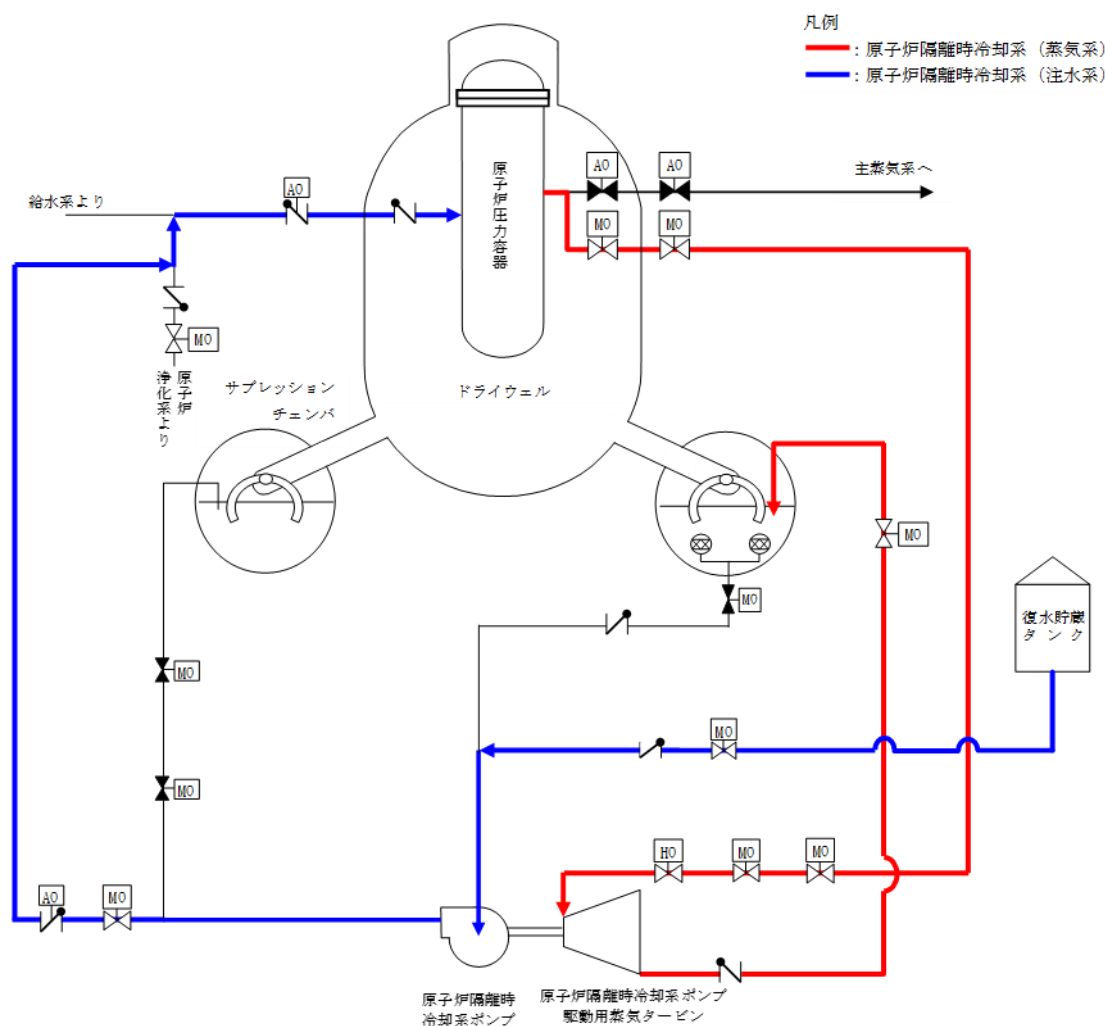 凡例
：原子炉隔離時冷却系（蒸気系）
：原子炉隔離時冷却系（注水系）
原子炉圧力容器
AO
AO
主蒸気系へ
給水系より
AO
MO
MO
MO
原子炉
浄化系より
サプレッション
チェンバ
ドライウェル
MO
MO
復水貯蔵
タンク
MO
MO
MO
HO
MO
MO
AO
MO
原子炉隔離時
冷却系ポンプ
原子炉隔離時冷却系ポンプ
駆動用蒸気タービン